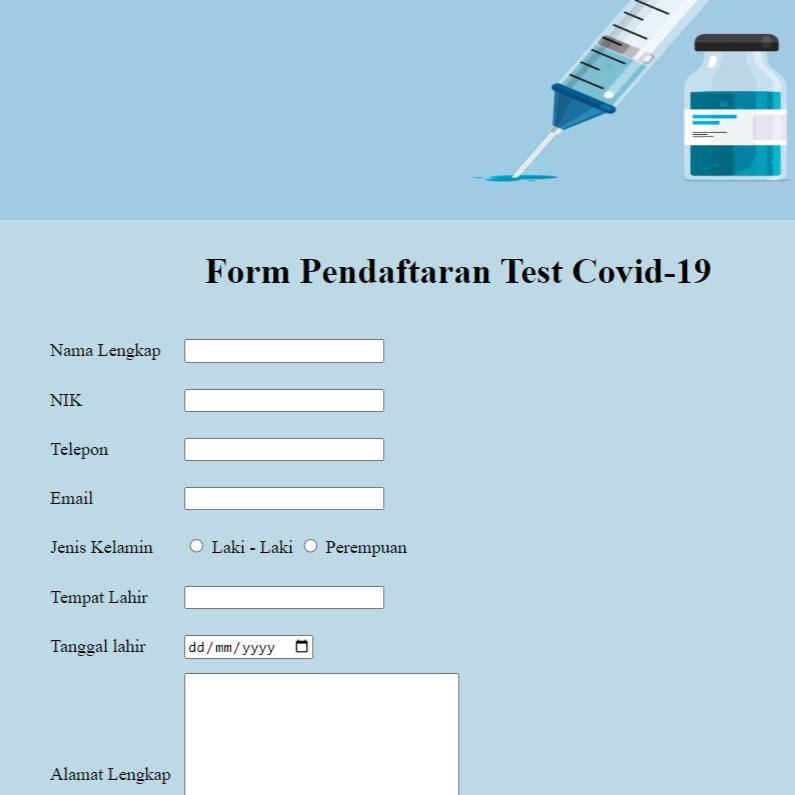 Form Pendaftaran Test Covid-19
Nama Lengkap
NIK
Telepon
Email
Jenis Kelamin Laki - Laki Perempuan
Tempat Lahir
Tanggal lahir dd/mm/yyyy
Alamat Lengkap